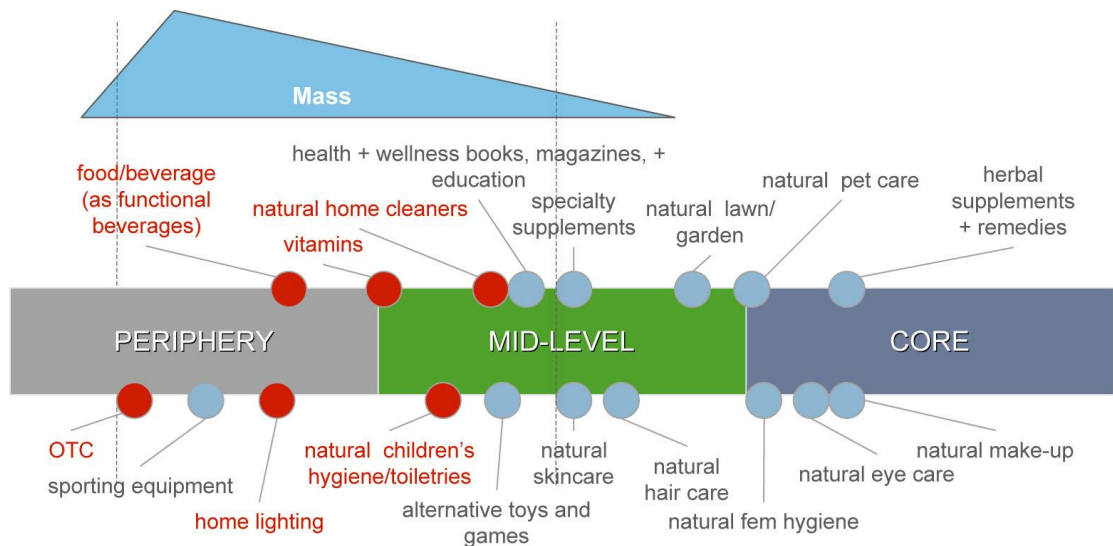 Mass
health + wellness books, magazines, +
education
food/beverage
(as functional
beverages)
natural home cleaners
vitamins
specialty
supplements
natural lawn/
garden
natural pet care
herbal
supplements
+ remedies
PERIPHERY
MID-LEVEL
CORE
OTC
sporting equipment
home lighting
natural children's
hygiene/toiletries
alternative toys and
games
natural
skincare
natural
hair care
natural fem hygiene
natural eye care
natural make-up